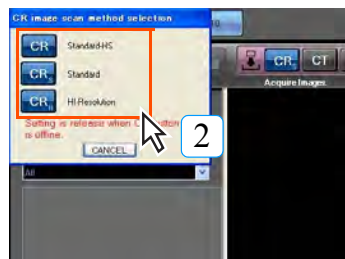 CR image scan method selection
CR Standard-HS
CR Standard
CR HI-Resolution
Setting is release when C
is offline.
CANCEL
2
All
CR CT
Acquire Images